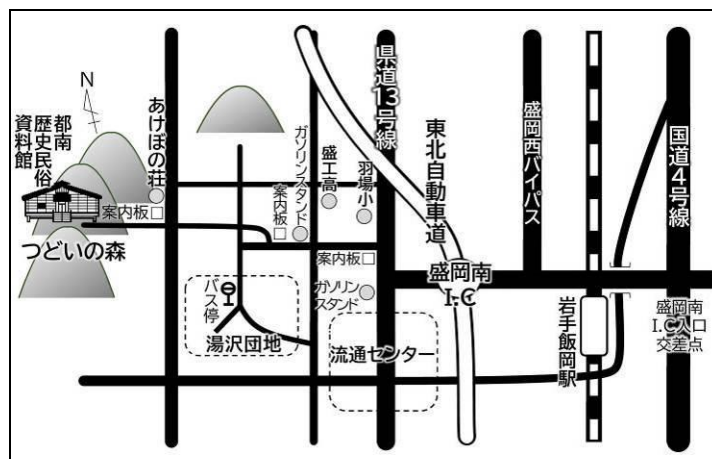 N
都南
歴史民俗
資料館
つどいの森
あけぼの荘
案内板
ガソリンスタンド
案内板
盛工高
羽場小
県道13号線
東北自動車道
盛岡西バイパス
国道4号線
案内板
ガソリン
スタンド
盛岡南
I.C
バス停
湯沢団地
流通センター
岩手飯岡駅
盛岡南
I.C入口
交差点